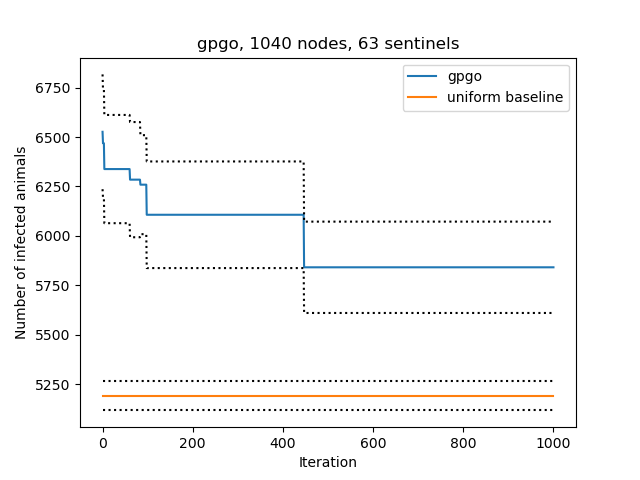 gpgo, 1040 nodes, 63 sentinels
gpgo
uniform baseline
Number of infected animals
6750
6500
6250
6000
5750
5500
5250
0 200 400 600 800 1000
Iteration